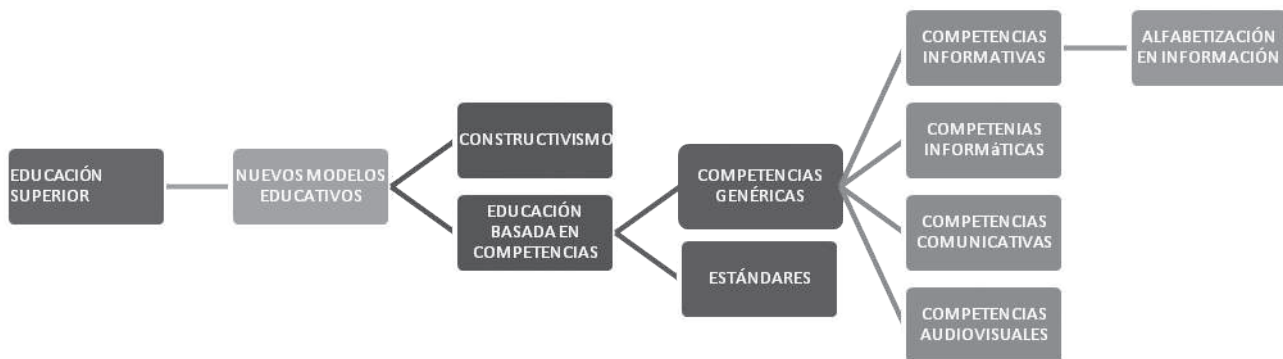 EDUCACIÓN
SUPERIOR
NUEVOS MODELOS
EDUCATIVOS
CONSTRUCTIVISMO
EDUCACIÓN
BASADA EN
COMPETENCIAS
COMPETENCIAS
GENÉRICAS
ESTÁNDARES
COMPETENCIAS
INFORMATIVAS
COMPETENIAS
INFORMáTICAS
COMPETENCIAS
COMUNICATIVAS
COMPETENCIAS
AUDIOVISUALES
ALFABETIZACIÓN
EN INFORMACIÓN